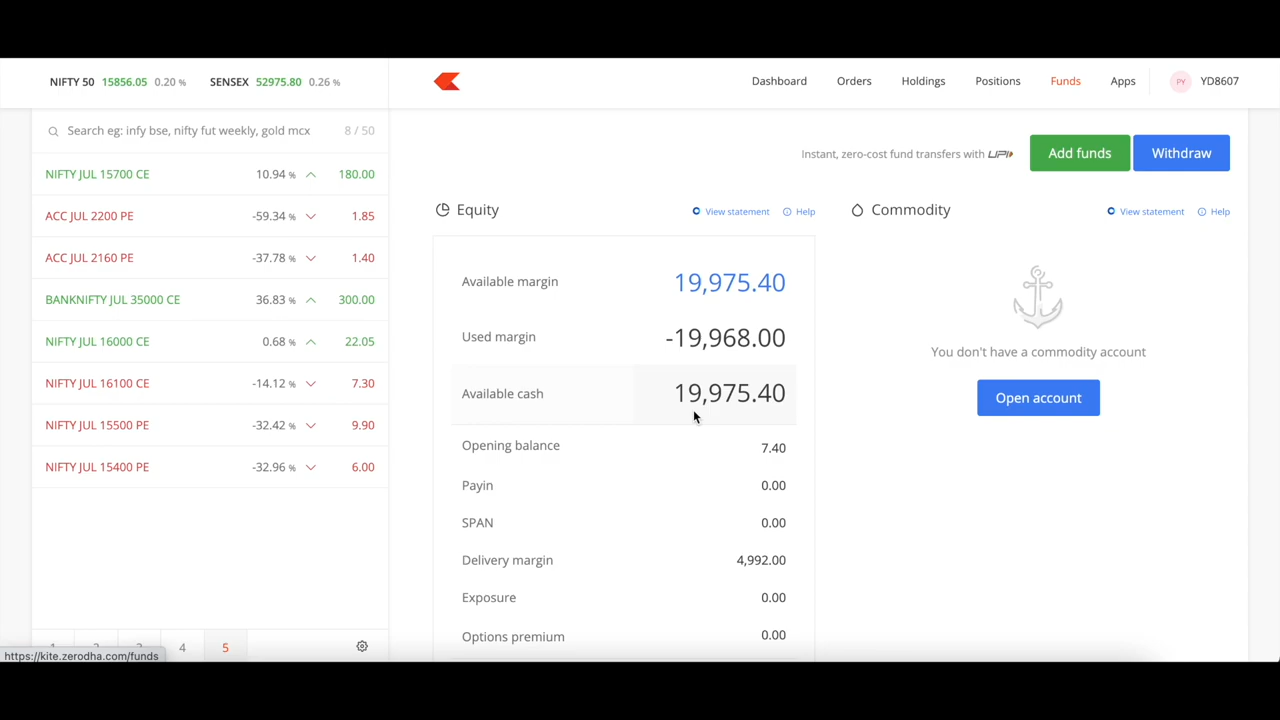 NIFTY 50 15856.05 0.20 % SENSEX 52975.80 0.26 %
Dashboard Orders Holdings Positions Funds Apps PY YD8607
Search eg: infy bse, nifty fut weekly, gold mcx 8 / 50
NIFTY JUL 15700 CE 10.94 % 180.00
ACC JUL 2200 PE -59.34 % 1.85
ACC JUL 2160 PE -37.78 % 1.40
BANKNIFTY JUL 35000 CE 36.83 % 300.00
NIFTY JUL 16000 CE 0.68 % 22.05
NIFTY JUL 16100 CE -14.12 % 7.30
NIFTY JUL 15500 PE -32.42 % 9.90
NIFTY JUL 15400 PE -32.96 % 6.00
4 5
https://kite.zerodha.com/funds
Instant, zero-cost fund transfers with UPI Add funds Withdraw
Equity View statement Help
Available margin 19,975.40
Used margin -19,968.00
Available cash 19,975.40
Opening balance 7.40
Payin 0.00
SPAN 0.00
Delivery margin 4,992.00
Exposure 0.00
Options premium 0.00
Commodity View statement Help
You don't have a commodity account
Open account